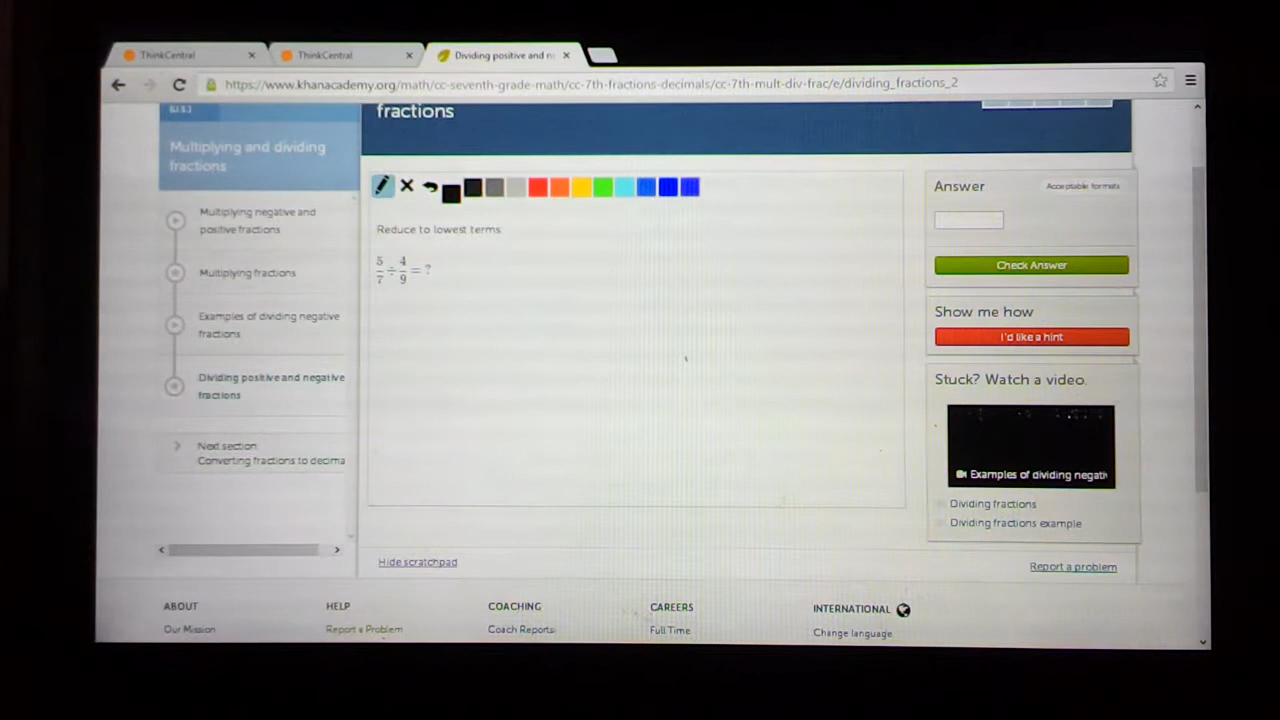 ThinkCentral
ThinkCentral
Dividing positive and n
https://www.khanacademy.org/math/cc-seventh-grade-math/cc-7th-fractions-decimals/cc-7th-mult-div-frac/e/dividing_fractions_2
fractions
Multiplying and dividing
fractions
Multiplying negative and
positive fractions
Multiplying fractions
Examples of dividing negative
fractions
Dividing positive and negative
fractions
Next section:
Converting fractions to decima
Reduce to lowest terms.
5/7 ÷ 4/9 = ?
Hide scratchpad
Answer
Acceptable formats
Check Answer
Show me how
I'd like a hint
Stuck? Watch a video.
Examples of dividing negativ
Dividing fractions
Dividing fractions example
Report a problem
ABOUT
Our Mission
HELP
Report a Problem
COACHING
Coach Reports
CAREERS
Full Time
INTERNATIONAL
Change language